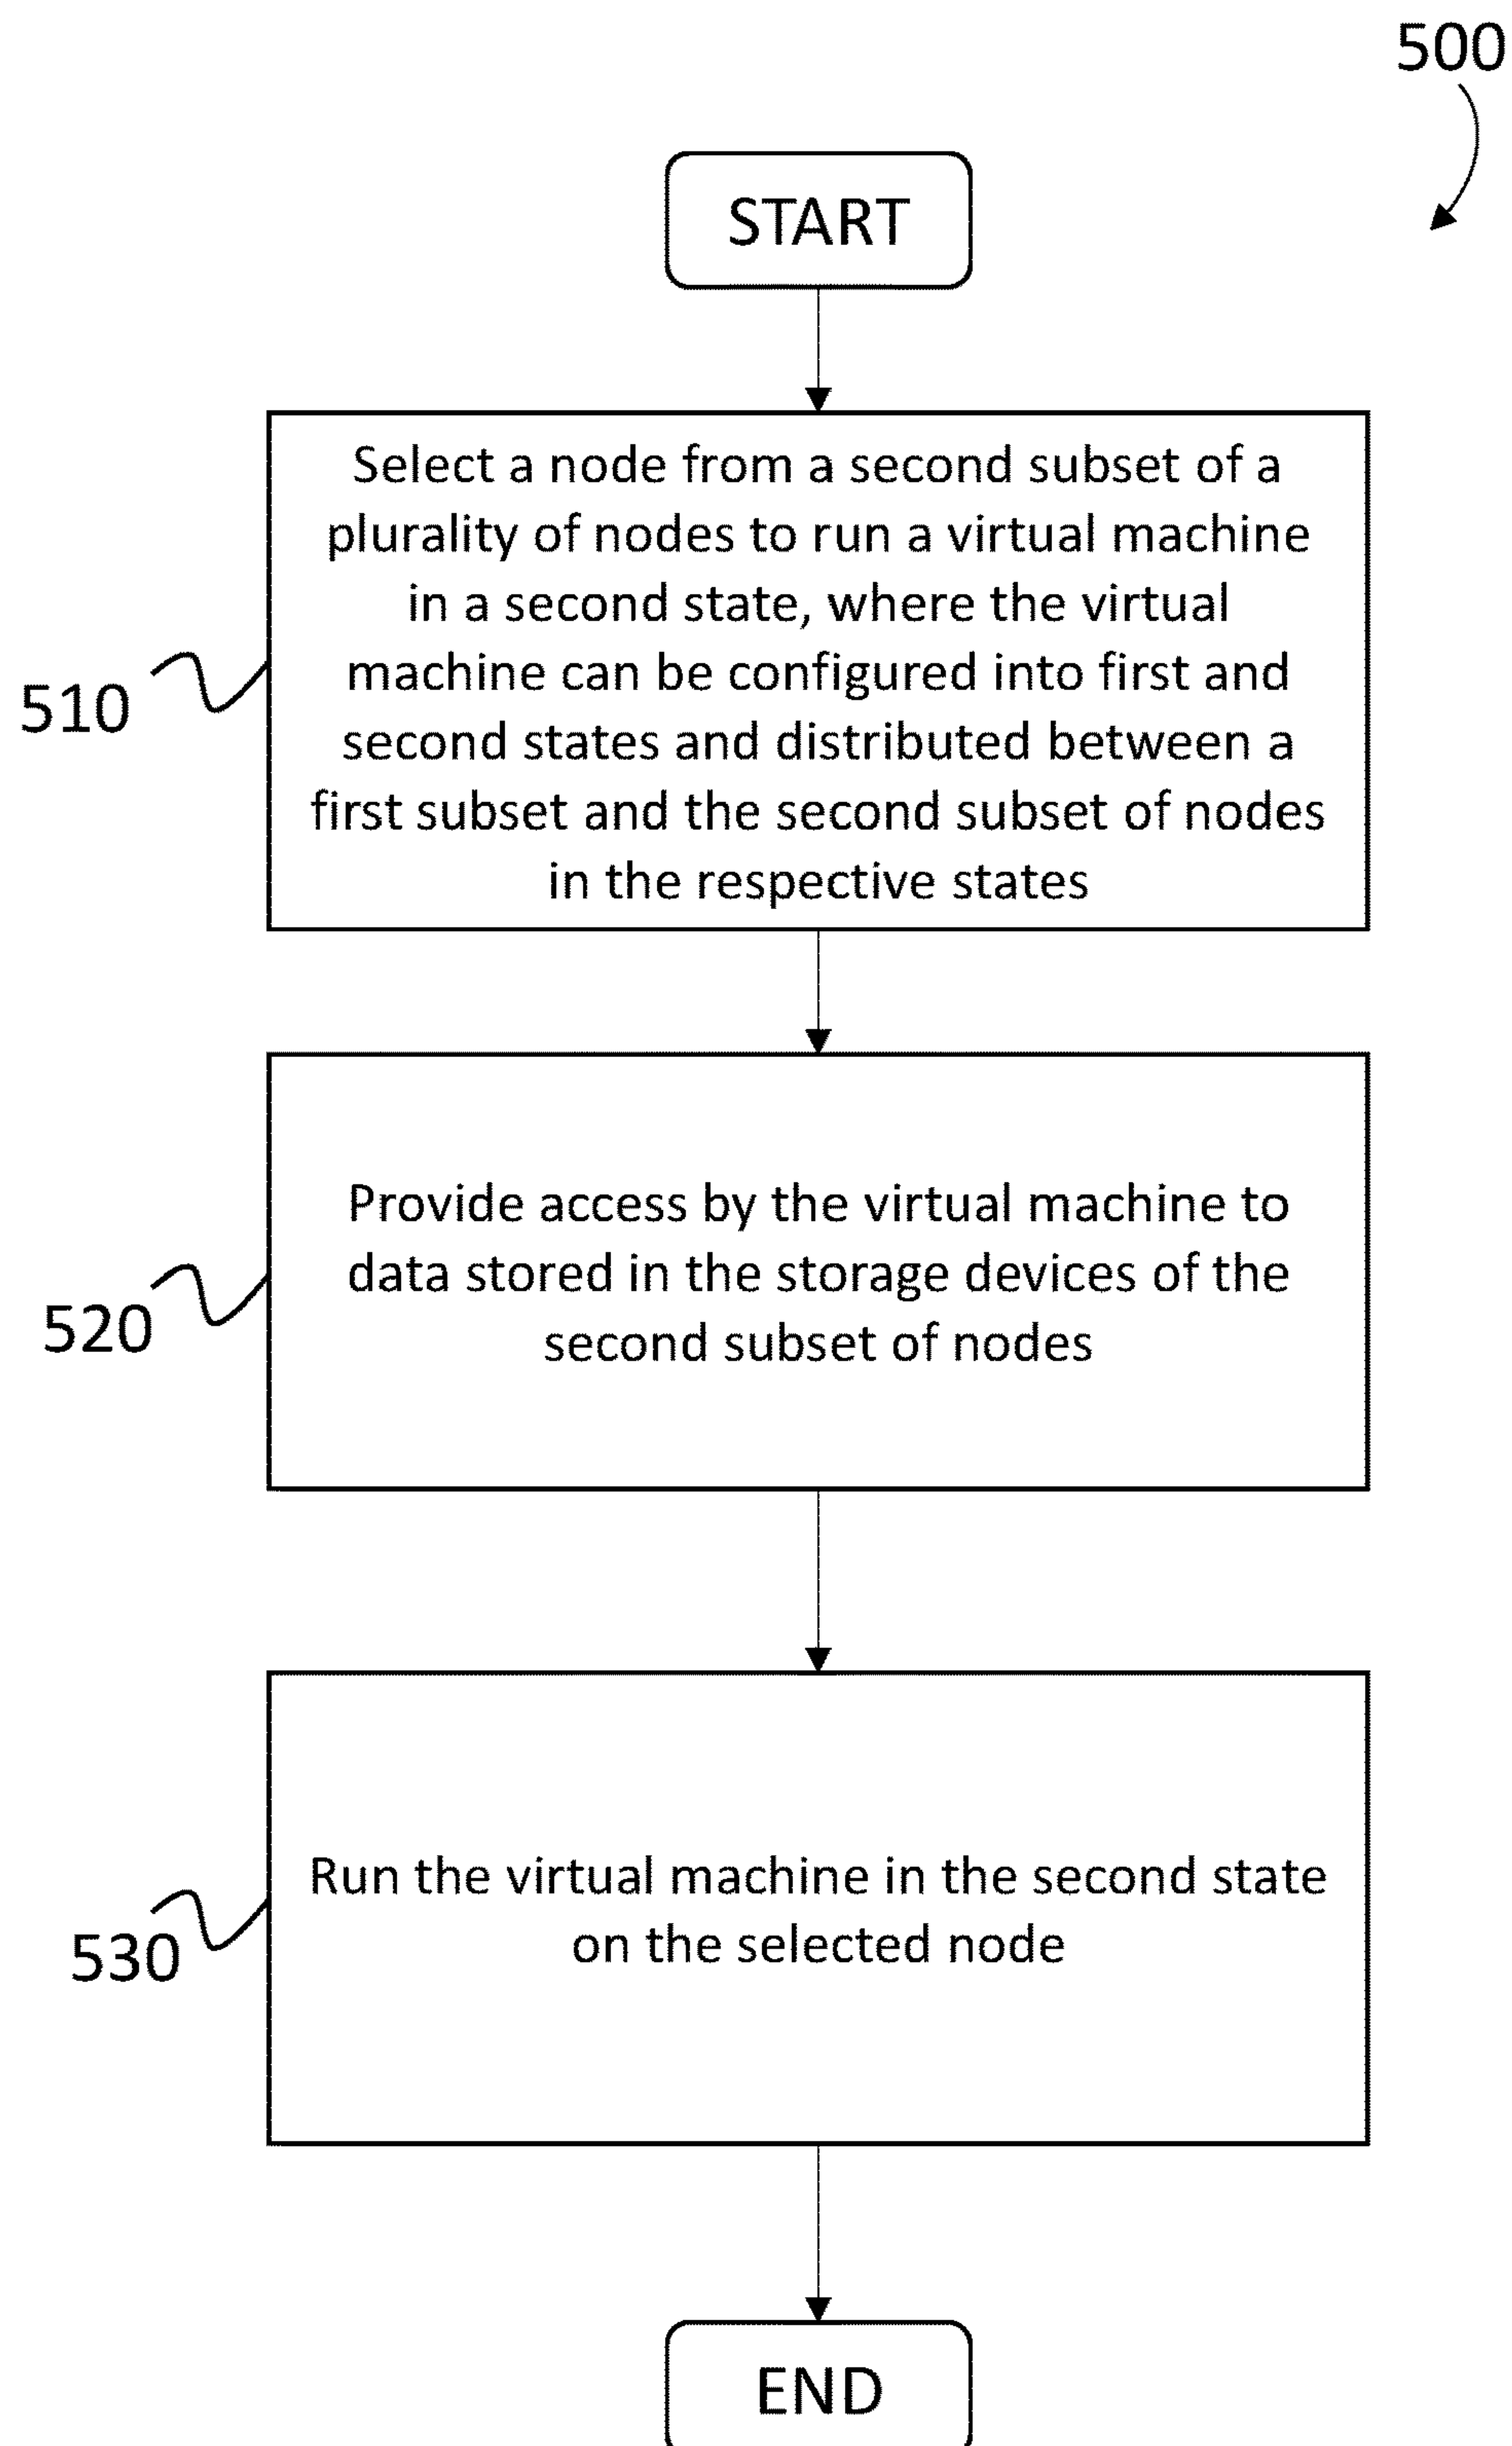 500
START
Select a node from a second subset of a
plurality of nodes to run a virtual machine
in a second state, where the virtual
machine can be configured into first and
second states and distributed between a
first subset and the second subset of nodes
in the respective states
510
Provide access by the virtual machine to
data stored in the storage devices of the
second subset of nodes
520
Run the virtual machine in the second state
on the selected node
530
END